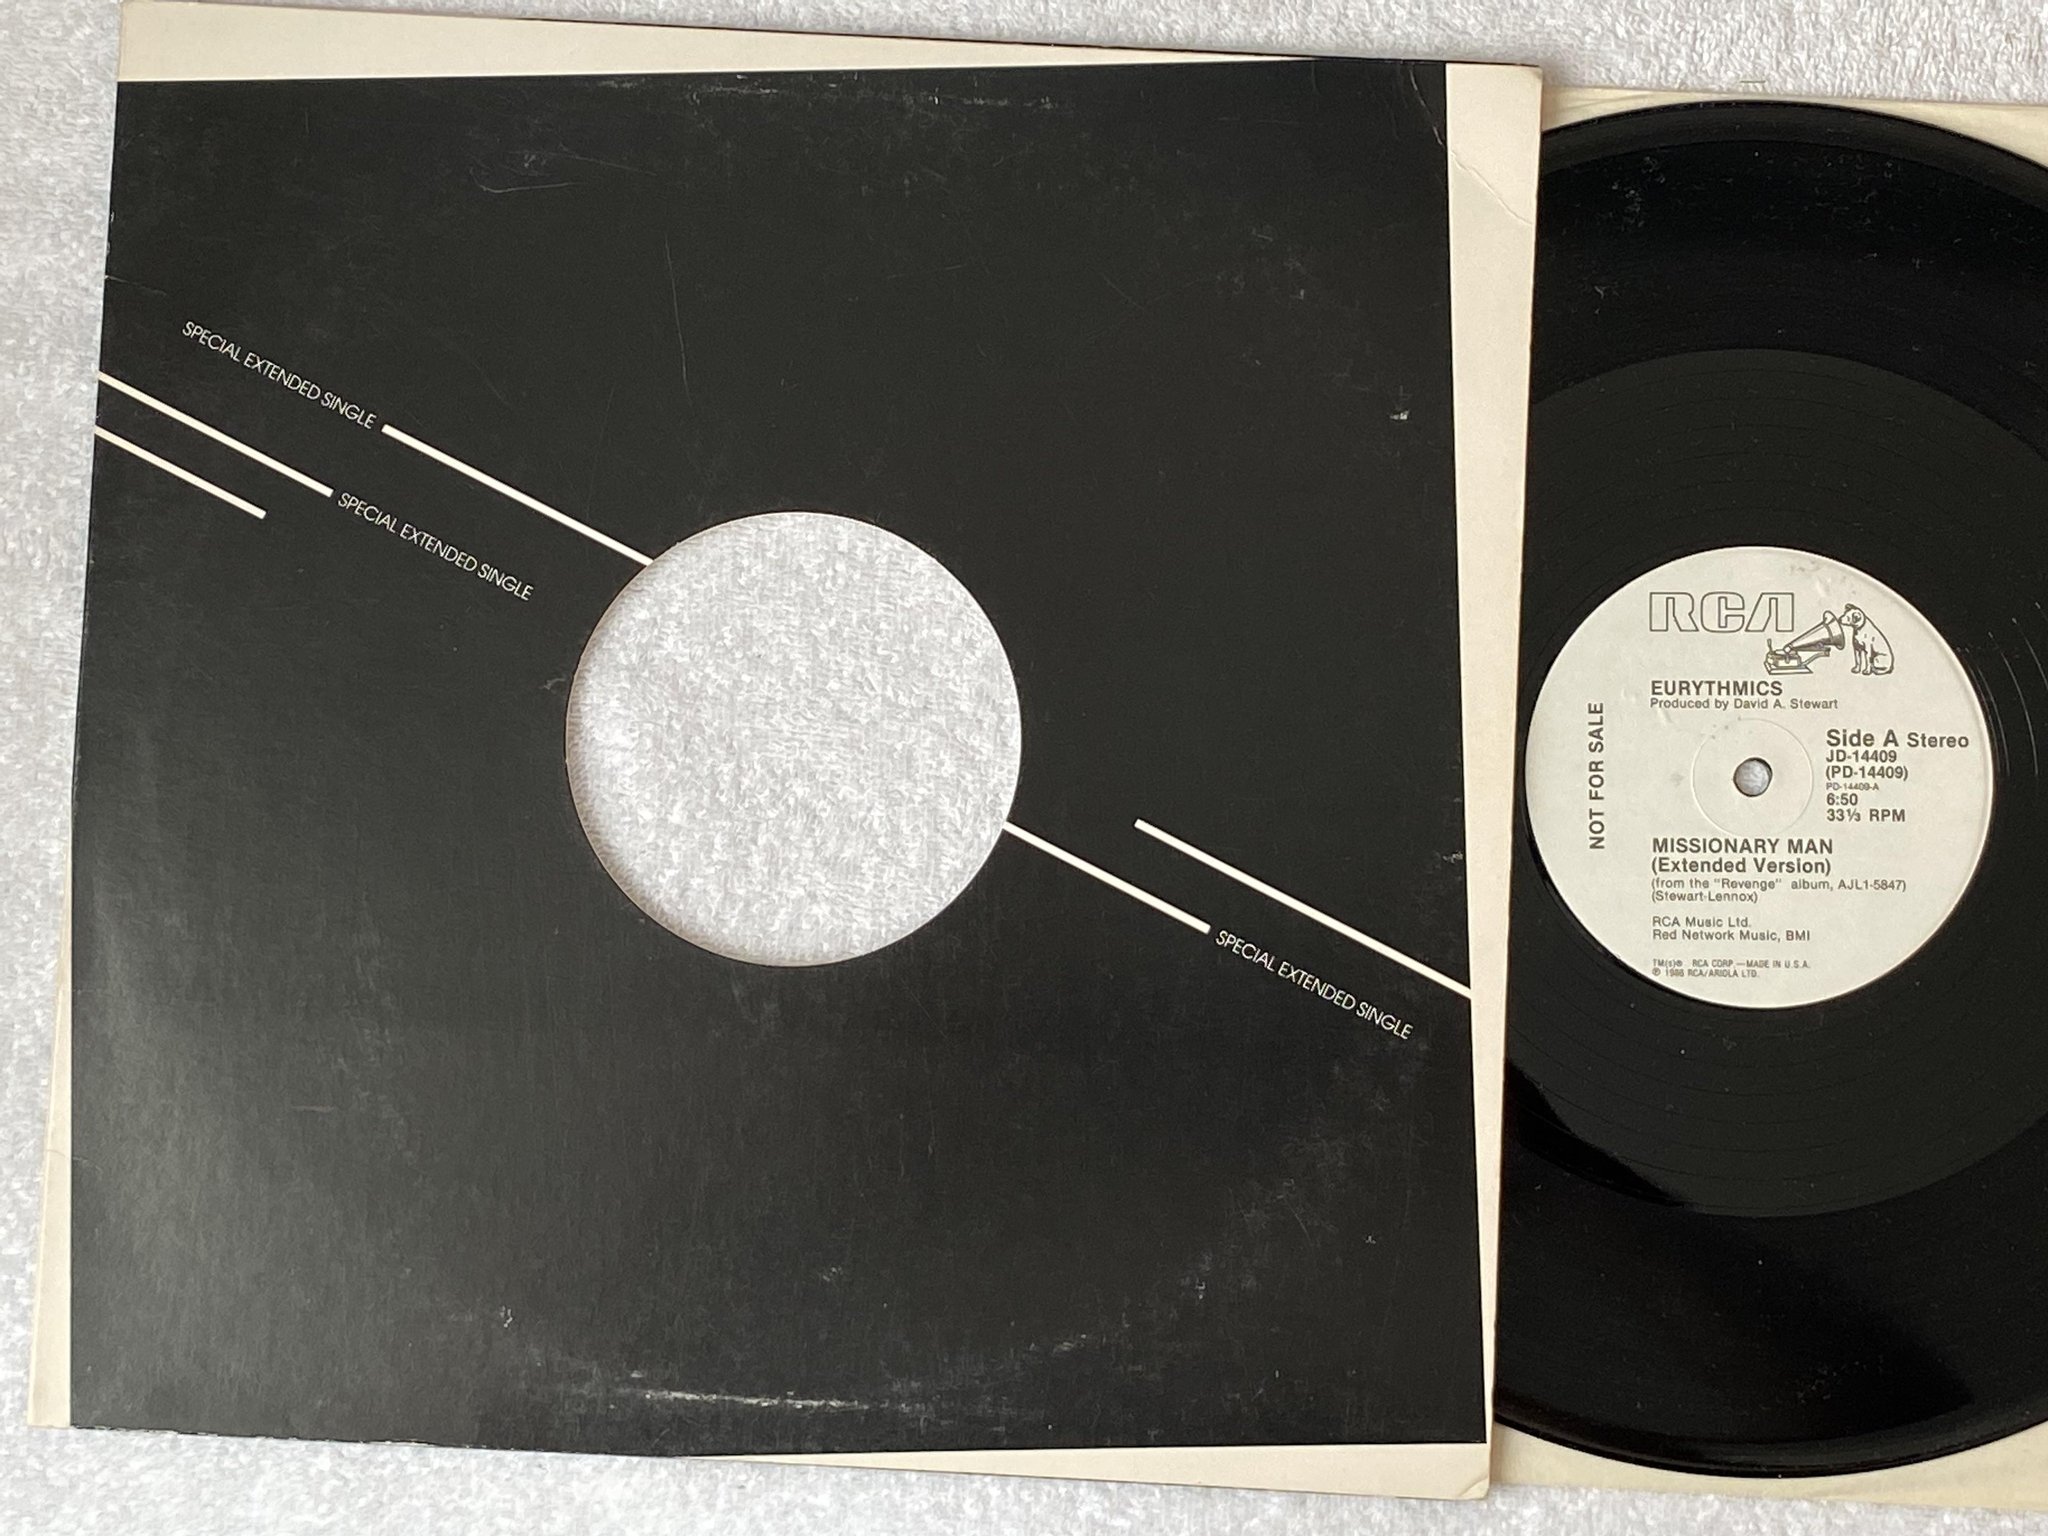 SPECIAL EXTENDED SINGLE
SPECIAL EXTENDED SINGLE
SPECIAL EXTENDED SINGLE
RCA
EURYTHMICS
Produced by David A. Stewart
NOT FOR SALE
Side A Stereo
JD-14409
(PD-14409)
PD-14409-A
6:50
33⅓ RPM
MISSIONARY MAN
(Extended Version)
(from the "Revenge" album, AJL1-5847)
(Stewart-Lennox)
RCA Music Ltd.
Red Network Music, BMI
TM(s)® RCA CORP.—MADE IN U.S.A.
℗ 1986 RCA/ARIOLA LTD.